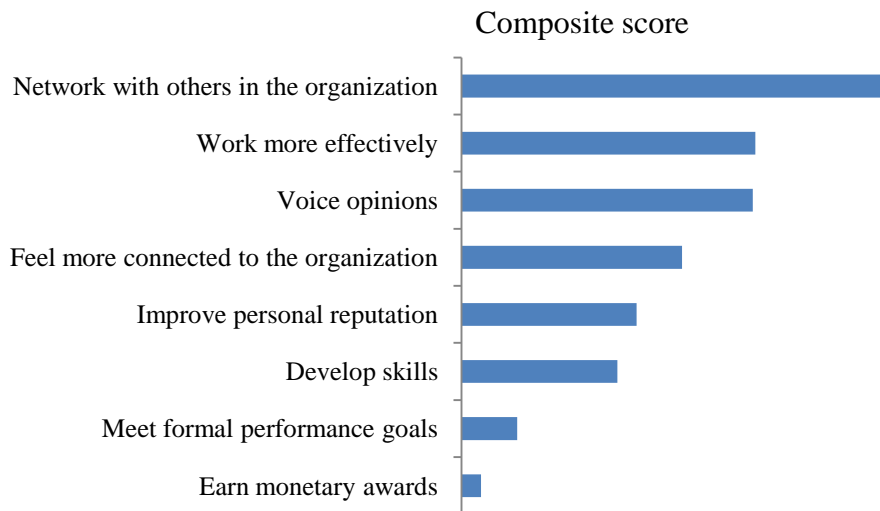 Composite score
Network with others in the organization
Work more effectively
Voice opinions
Feel more connected to the organization
Improve personal reputation
Develop skills
Meet formal performance goals
Earn monetary awards